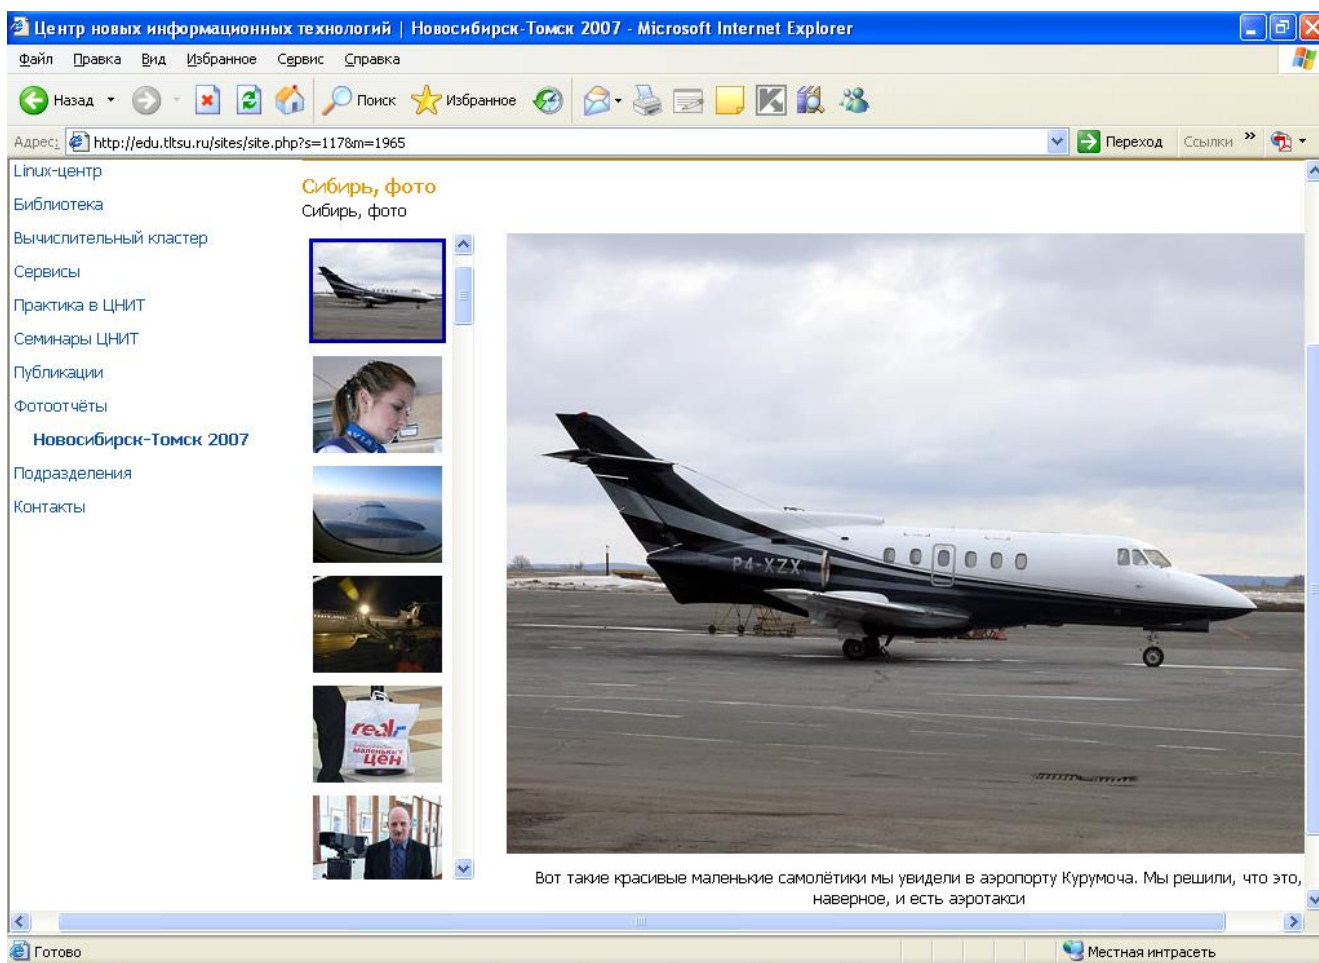 Центр новых информационных технологий | Новосибирск-Томск 2007 - Microsoft Internet Explorer
Файл Правка Вид Избранное Сервис Справка
Назад Поиск Избранное
Адрес: http://edu.tltsu.ru/sites/site.php?s=117&m=1965 Переход Ссылки »
Linux-центр
Библиотека
Вычислительный кластер
Сервисы
Практика в ЦНИТ
Семинары ЦНИТ
Публикации
Фотоотчёты
Новосибирск-Томск 2007
Подразделения
Контакты
Сибирь, фото
Сибирь, фото
real,-
маленьких
цен
P4-XZX
Вот такие красивые маленькие самолётики мы увидели в аэропорту Курумоча. Мы решили, что это,
наверное, и есть аэротакси
Готово Местная интрасеть